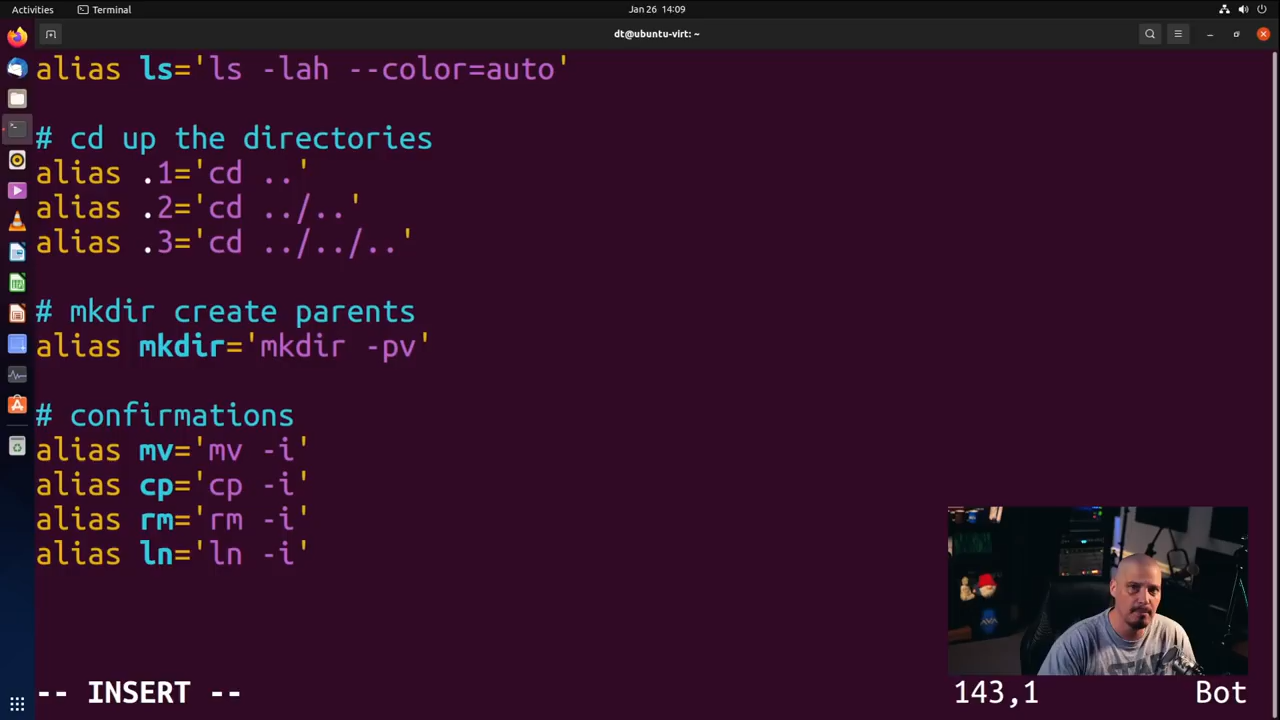 Activities
Terminal
Jan 26 14:09
dt@ubuntu-virt: ~
alias ls='ls -lah --color=auto'
# cd up the directories
alias .1='cd ..'
alias .2='cd ../..'
alias .3='cd ../../..'
# mkdir create parents
alias mkdir='mkdir -pv'
# confirmations
alias mv='mv -i'
alias cp='cp -i'
alias rm='rm -i'
alias ln='ln -i'
-- INSERT --
143,1
Bot